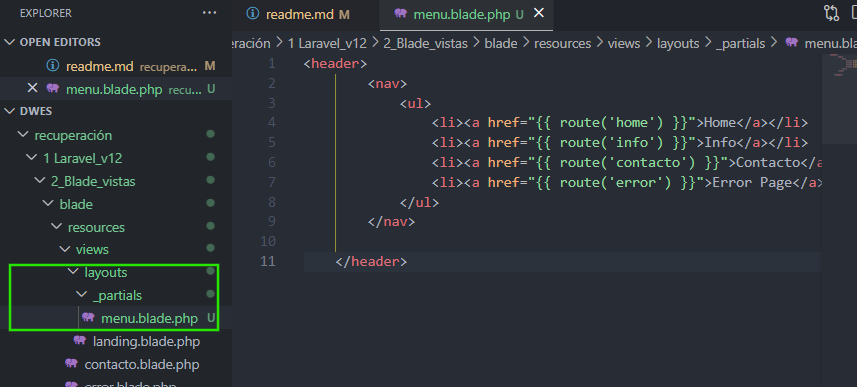 EXPLORER
···
OPEN EDITORS
readme.md recupera... M
menu.blade.php recu... U
DWES
recuperación
1 Laravel_v12
2_Blade_vistas
blade
resources
views
layouts
_partials
menu.blade.php U
landing.blade.php
contacto.blade.php
error.blade.php
readme.md M
menu.blade.php U
eración > 1 Laravel_v12 > 2_Blade_vistas > blade > resources > views > layouts > _partials > menu.bla
1 <header>
2 <nav>
3 <ul>
4 <li><a href="{{ route('home') }}">Home</a></li>
5 <li><a href="{{ route('info') }}">Info</a></li>
6 <li><a href="{{ route('contacto') }}">Contacto</a
7 <li><a href="{{ route('error') }}">Error Page</a>
8 </ul>
9 </nav>
10
11 </header>